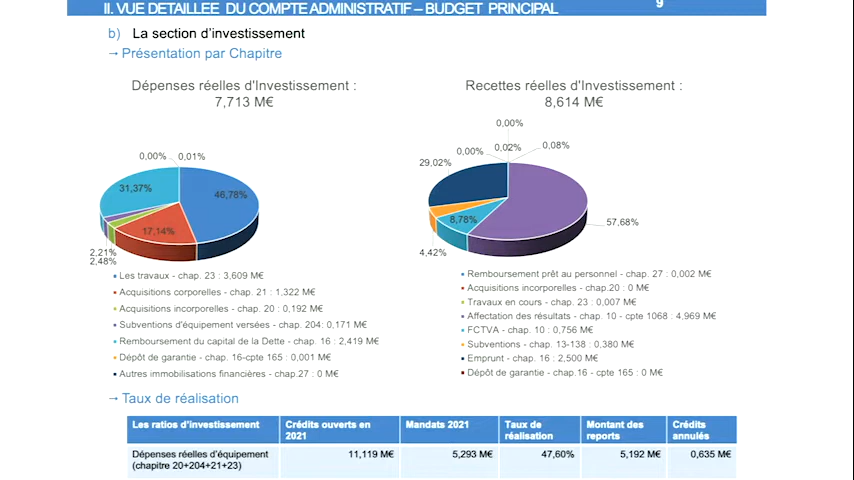 II. VUE DETAILLEE DU COMPTE ADMINISTRATIF – BUDGET PRINCIPAL
9
b) La section d'investissement
→ Présentation par Chapitre
Dépenses réelles d'Investissement :
7,713 M€
Recettes réelles d'Investissement :
8,614 M€
0,00%
0,01%
31,37%
46,78%
17,14%
2,21%
2,48%
0,00%
0,00%
0,02%
0,08%
29,02%
57,68%
8,78%
4,42%
Les travaux - chap. 23 : 3,609 M€
Acquisitions corporelles - chap. 21 : 1,322 M€
Acquisitions incorporelles - chap. 20 : 0,192 M€
Subventions d'équipement versées - chap. 204: 0,171 M€
Remboursement du capital de la Dette - chap. 16 : 2,419 M€
Dépôt de garantie - chap. 16-cpte 165 : 0,001 M€
Autres immobilisations financières - chap.27 : 0 M€
Remboursement prêt au personnel - chap. 27 : 0,002 M€
Acquisitions incorporelles - chap.20 : 0 M€
Travaux en cours - chap. 23 : 0,007 M€
Affectation des résultats - chap. 10 - cpte 1068 : 4,969 M€
FCTVA - chap. 10 : 0,756 M€
Subventions - chap. 13-138 : 0,380 M€
Emprunt - chap. 16 : 2,500 M€
Dépôt de garantie - chap.16 - cpte 165 : 0 M€
→ Taux de réalisation
Les ratios d'investissement
Crédits ouverts en
2021
Mandats 2021
Taux de
réalisation
Montant des
reports
Crédits
annulés
Dépenses réelles d'équipement
(chapitre 20+204+21+23)
11,119 M€
5,293 M€
47,60%
5,192 M€
0,635 M€